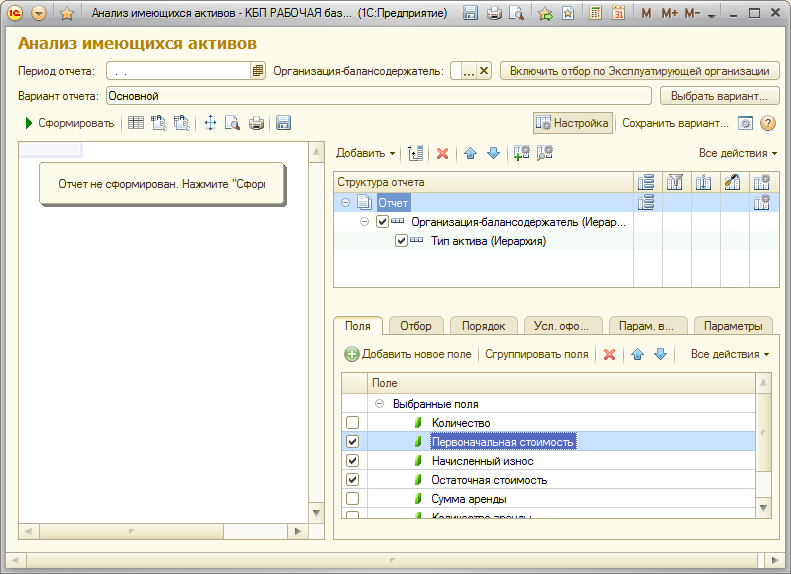 Анализ имеющихся активов - КБП РАБОЧАЯ баз... (1С:Предприятие)
M M+ M-
Анализ имеющихся активов
Период отчета: . . Организация-балансодержатель: ... Включить отбор по Эксплуатирующей организации
Вариант отчета: Основной Выбрать вариант...
Сформировать Настройка Сохранить вариант...
Отчет не сформирован. Нажмите "Сфор
Добавить Все действия
Структура отчета
Отчет
Организация-балансодержатель (Иерар...
Тип актива (Иерархия)
Поля Отбор Порядок Усл. офо... Парам. в... Параметры
Добавить новое поле Сгруппировать поля Все действия
Поле
Выбранные поля
Количество
Первоначальная стоимость
Начисленный износ
Остаточная стоимость
Сумма аренды
Количество аренды